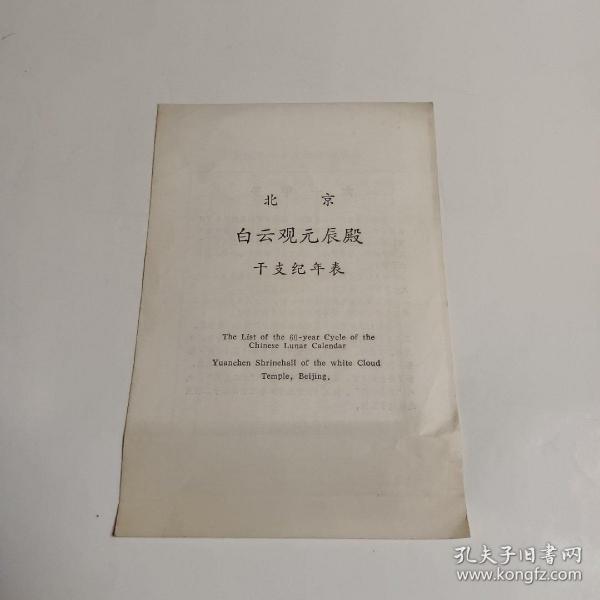 北 京
白云观元辰殿
干支纪年表
The List of the 60-year Cycle of the
Chinese Lunar Calendar
Yuanchen Shrinehall of the white Cloud
Temple, Beijing.
孔夫子旧書网
www.kongfz.com